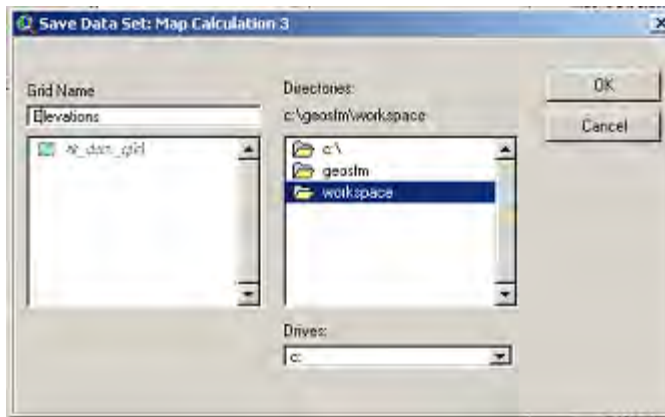 Save Data Set: Map Calculation 3
Grid Name
Elevations
Directories:
c:\geosfm\workspace
c:\
geosfm
workspace
OK
Cancel
Drives:
c: